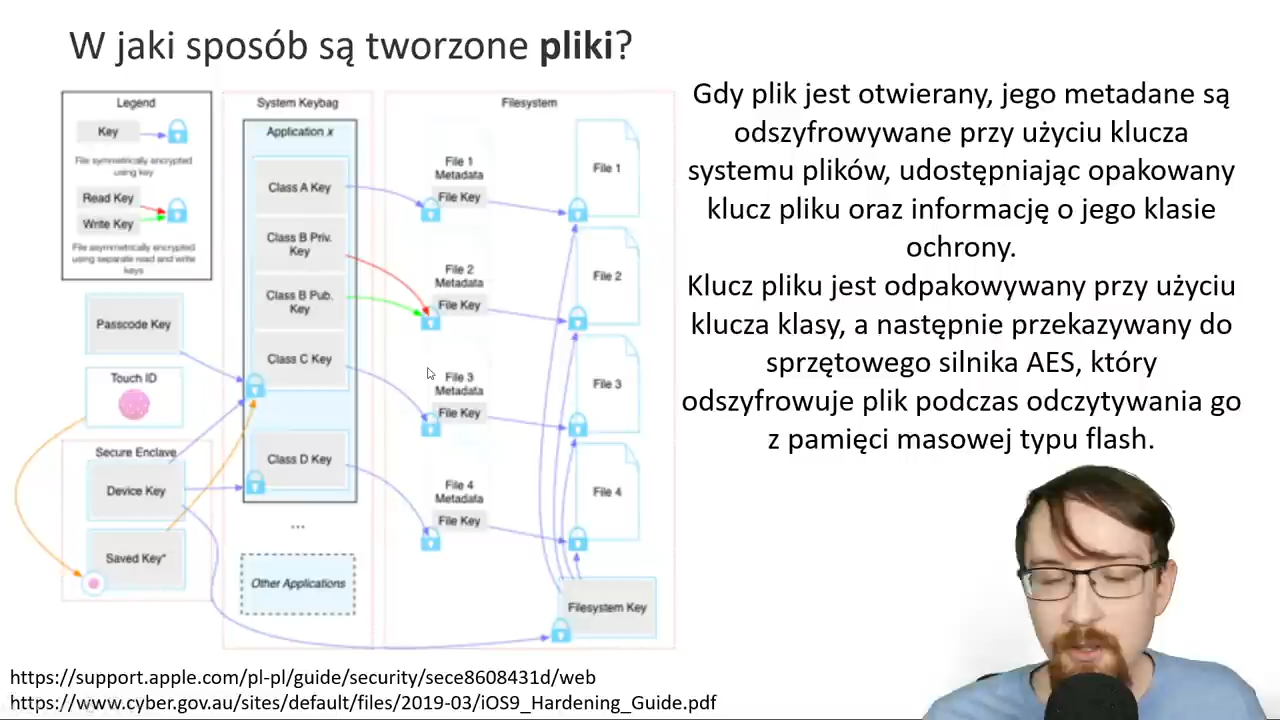 W jaki sposób są tworzone pliki?
Legend
Key
File symmetrically encrypted
using key
Read Key
Write Key
File asymmetrically encrypted
using separate read and write
keys
Passcode Key
Touch ID
Secure Enclave
Device Key
Saved Key*
System Keybag
Application x
Class A Key
Class B Priv.
Key
Class B Pub.
Key
Class C Key
Class D Key
...
Other Applications
Filesystem
File 1
Metadata
File Key
File 1
File 2
Metadata
File Key
File 2
File 3
Metadata
File Key
File 3
File 4
Metadata
File Key
File 4
Filesystem Key
Gdy plik jest otwierany, jego metadane są
odszyfrowywane przy użyciu klucza
systemu plików, udostępniając opakowany
klucz pliku oraz informację o jego klasie
ochrony.
Klucz pliku jest odpakowywany przy użyciu
klucza klasy, a następnie przekazywany do
sprzętowego silnika AES, który
odszyfrowuje plik podczas odczytywania go
z pamięci masowej typu flash.
https://support.apple.com/pl-pl/guide/security/sece8608431d/web
https://www.cyber.gov.au/sites/default/files/2019-03/iOS9_Hardening_Guide.pdf